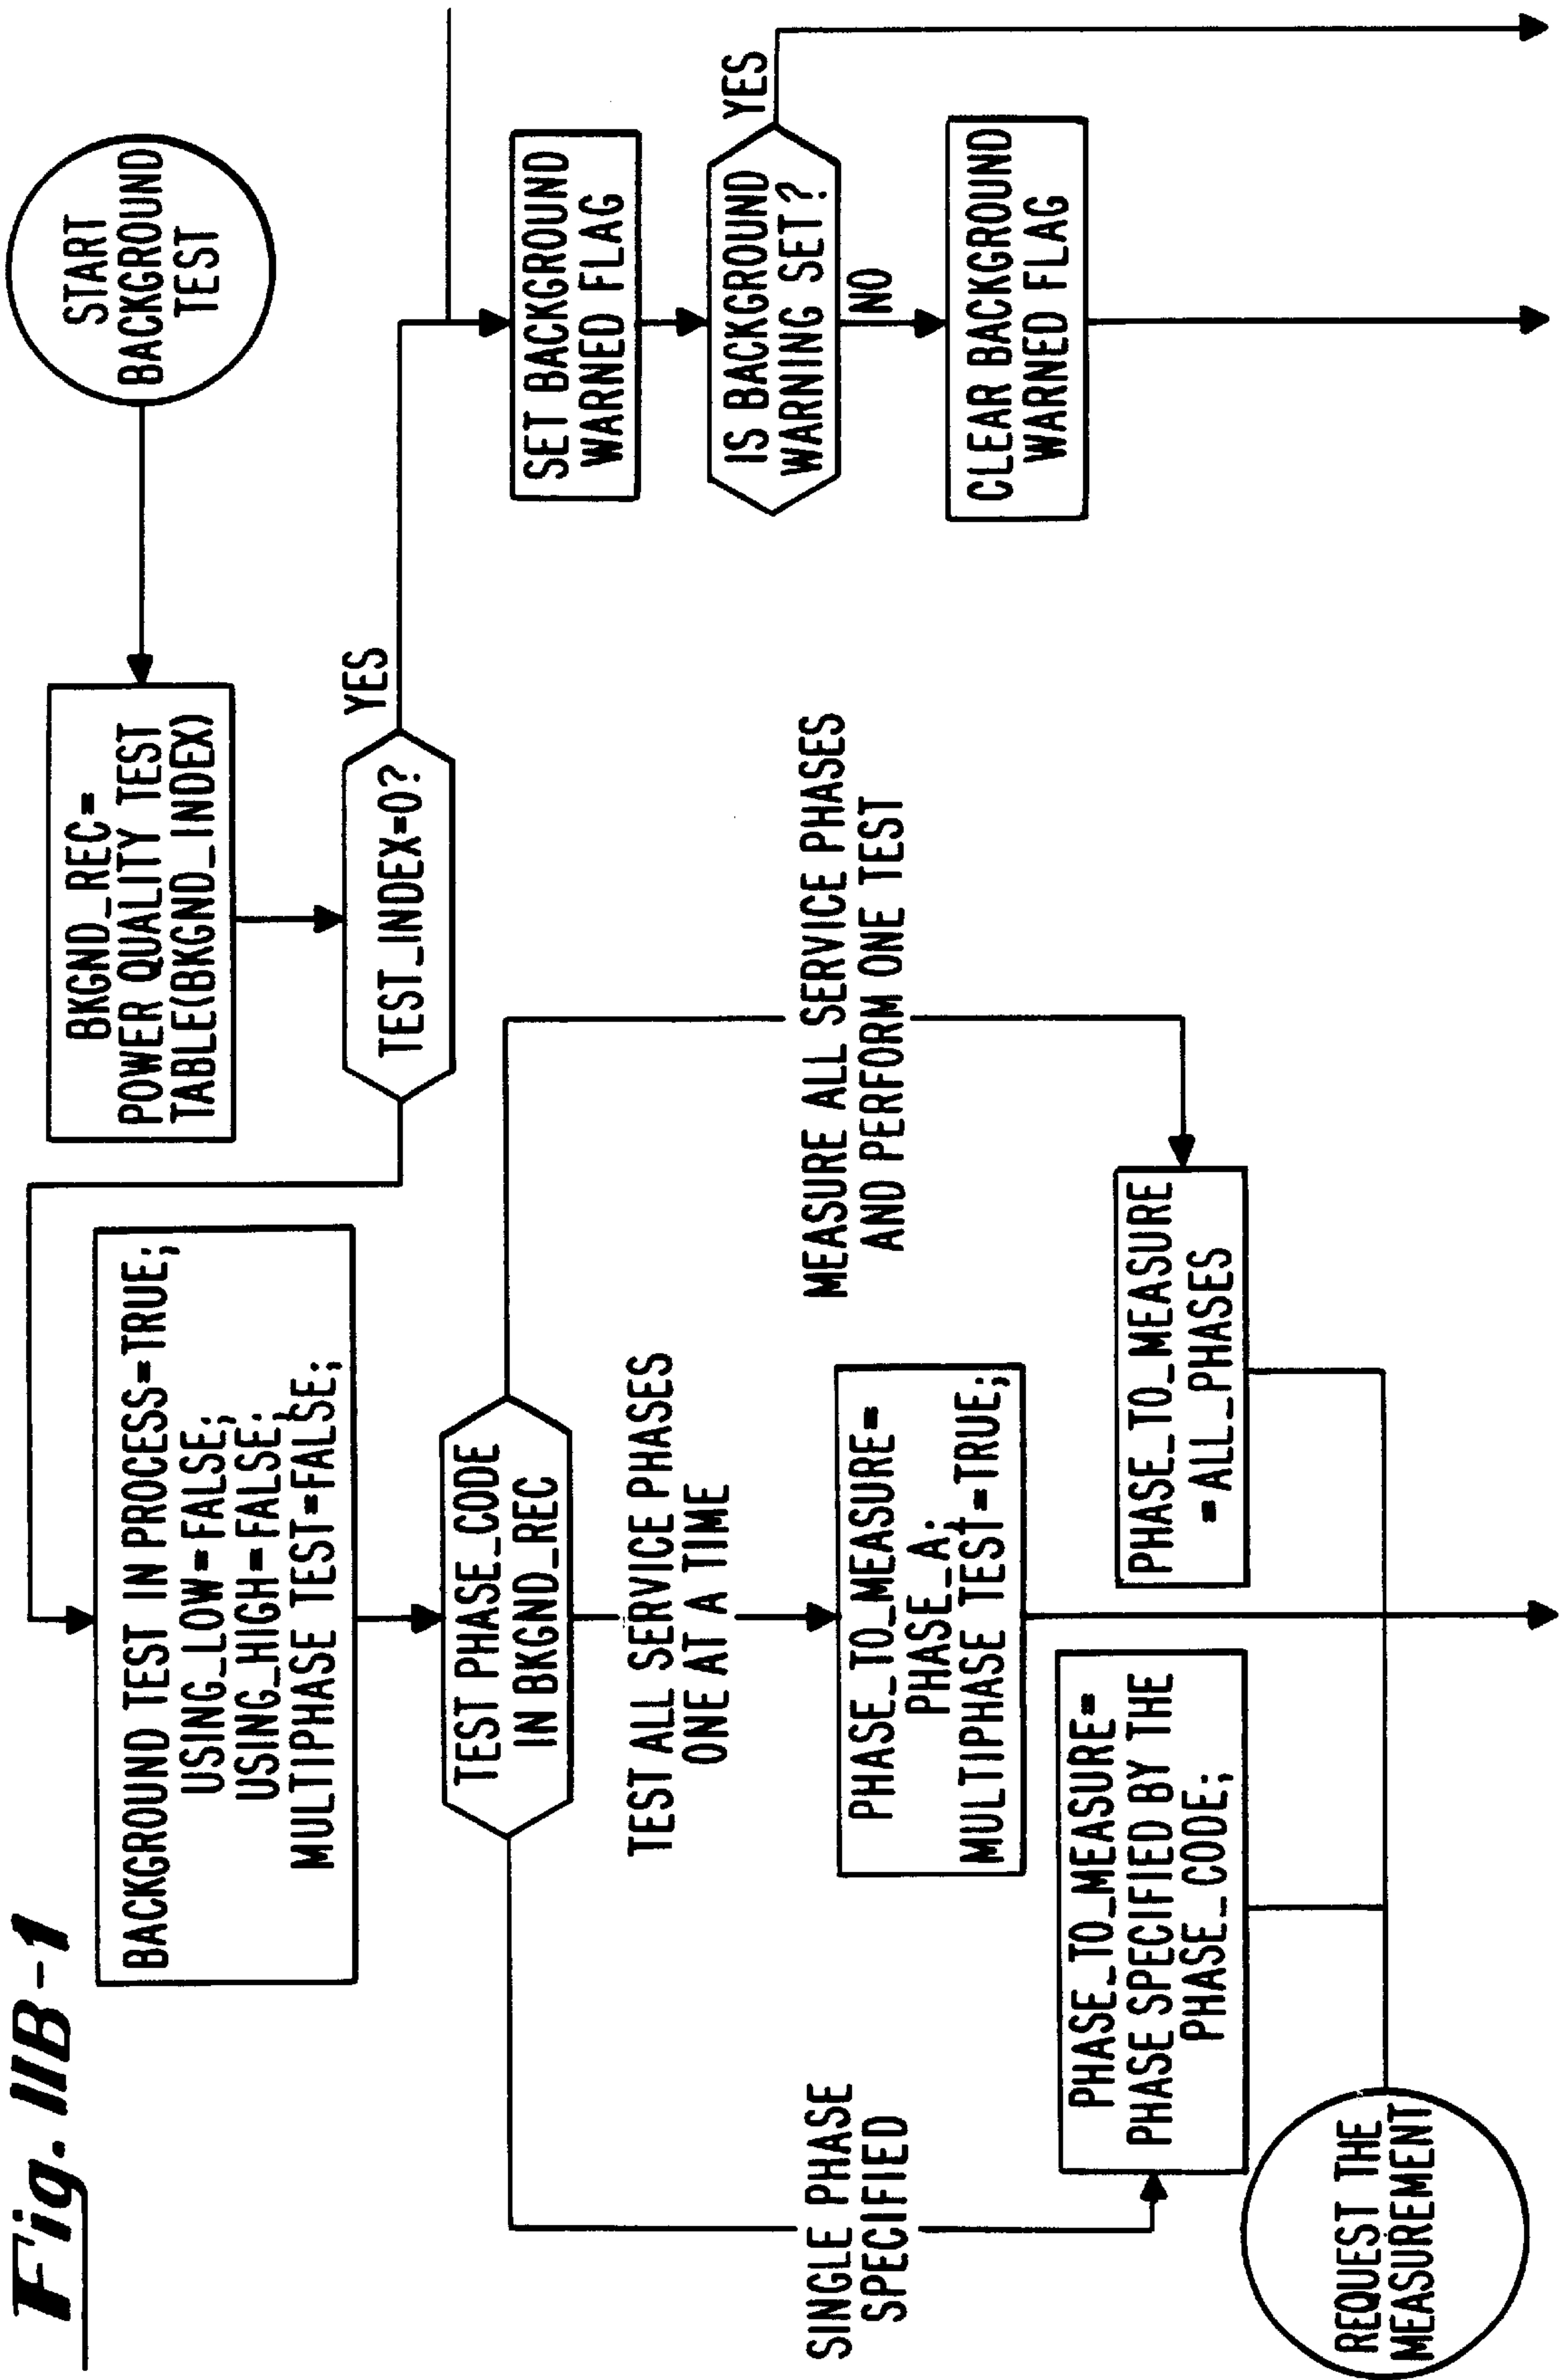 Fig. IIB-1
START
BACKGROUND
TEST
BKGND_REC=
POWER QUALITY TEST
TABLE(BKGND_INDEX)
TEST_INDEX=0?
YES
BACKGROUND TEST IN PROCESS=TRUE;
USING_LOW=FALSE;
USING_HIGH=FALSE;
MULTIPHASE TEST=FALSE;
TEST PHASE_CODE
IN BKGND_REC
SET BACKGROUND
WARNED FLAG
IS BACKGROUND
WARNING SET?
YES
NO
CLEAR BACKGROUND
WARNED FLAG
SINGLE PHASE
SPECIFIED
TEST ALL SERVICE PHASES
ONE AT A TIME
MEASURE ALL SERVICE PHASES
AND PERFORM ONE TEST
PHASE_TO_MEASURE=
PHASE_A;
MULTIPHASE TEST=TRUE;
PHASE_TO_MEASURE=
PHASE SPECIFIED BY THE
PHASE_CODE;
PHASE_TO_MEASURE
=ALL_PHASES
REQUEST THE
MEASUREMENT